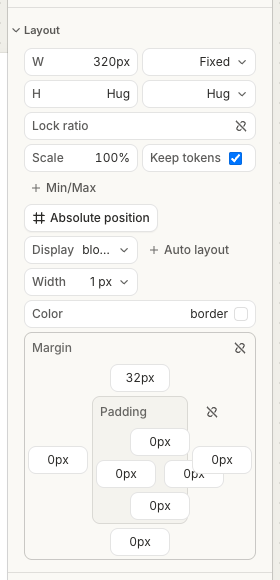 Layout
W 320px Fixed
H Hug Hug
Lock ratio
Scale 100% Keep tokens
Min/Max
Absolute position
Display blo... Auto layout
Width 1 px
Color border
Margin
32px
Padding
0px
0px 0px 0px 0px
0px
0px